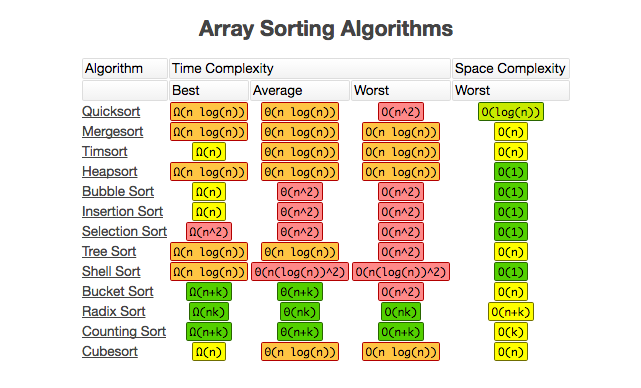 Array Sorting Algorithms
Algorithm Time Complexity Space Complexity
Best Average Worst Worst
Quicksort Ω(n log(n)) Θ(n log(n)) O(n^2) O(log(n))
Mergesort Ω(n log(n)) Θ(n log(n)) O(n log(n)) O(n)
Timsort Ω(n) Θ(n log(n)) O(n log(n)) O(n)
Heapsort Ω(n log(n)) Θ(n log(n)) O(n log(n)) O(1)
Bubble Sort Ω(n) Θ(n^2) O(n^2) O(1)
Insertion Sort Ω(n) Θ(n^2) O(n^2) O(1)
Selection Sort Ω(n^2) Θ(n^2) O(n^2) O(1)
Tree Sort Ω(n log(n)) Θ(n log(n)) O(n^2) O(n)
Shell Sort Ω(n log(n)) Θ(n(log(n))^2) O(n(log(n))^2) O(1)
Bucket Sort Ω(n+k) Θ(n+k) O(n^2) O(n)
Radix Sort Ω(nk) Θ(nk) O(nk) O(n+k)
Counting Sort Ω(n+k) Θ(n+k) O(n+k) O(k)
Cubesort Ω(n) Θ(n log(n)) O(n log(n)) O(n)